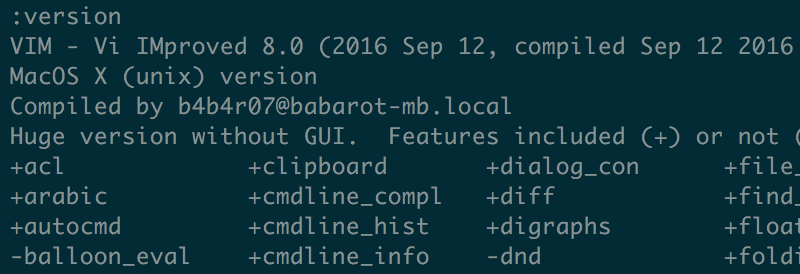 :version
VIM - Vi IMproved 8.0 (2016 Sep 12, compiled Sep 12 2016
MacOS X (unix) version
Compiled by b4b4r07@babarot-mb.local
Huge version without GUI.  Features included (+) or not (
+acl +clipboard +dialog_con +file_
+arabic +cmdline_compl +diff +find_
+autocmd +cmdline_hist +digraphs +float
-balloon_eval +cmdline_info -dnd +foldi